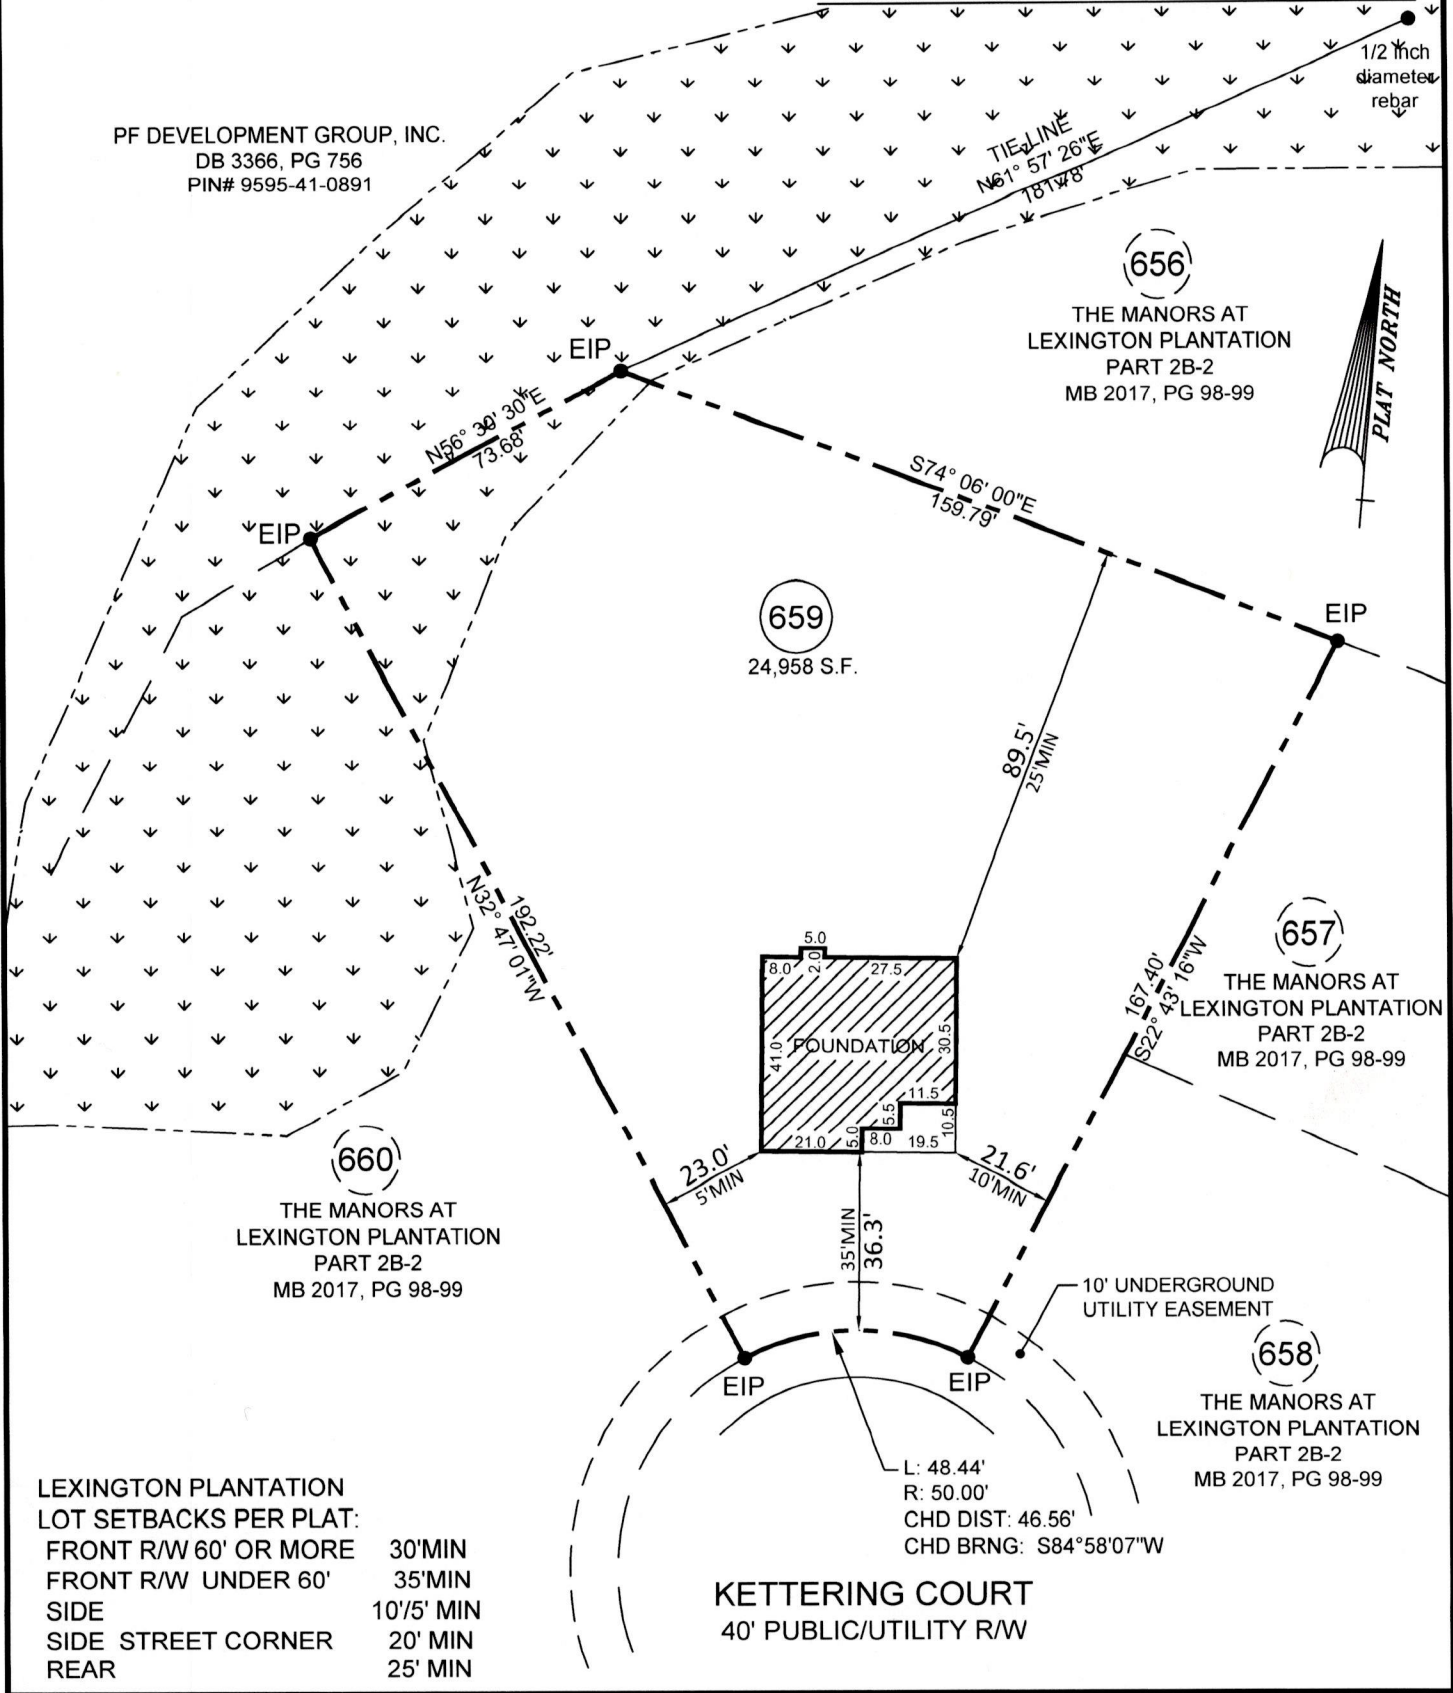 1/2 inch
diameter
rebar
PF DEVELOPMENT GROUP, INC.
DB 3366, PG 756
PIN# 9595-41-0891
TIE-LINE
N61° 57' 26"E
181.78'
656
THE MANORS AT
LEXINGTON PLANTATION
PART 2B-2
MB 2017, PG 98-99
PLAT NORTH
EIP
N56° 30' 30"E
73.68'
S74° 06' 00"E
159.79'
EIP
659
24,958 S.F.
EIP
89.5'
25'MIN
192.22'
N32° 47' 01"W
167.40'
S22° 43' 16"W
657
THE MANORS AT
LEXINGTON PLANTATION
PART 2B-2
MB 2017, PG 98-99
5.0
8.0
2.0
27.5
41.0
FOUNDATION
30.5
11.5
5.5
10.5
21.0
5.0
8.0
19.5
23.0'
5'MIN
21.6'
10'MIN
35'MIN
36.3'
660
THE MANORS AT
LEXINGTON PLANTATION
PART 2B-2
MB 2017, PG 98-99
10' UNDERGROUND
UTILITY EASEMENT
EIP
EIP
658
THE MANORS AT
LEXINGTON PLANTATION
PART 2B-2
MB 2017, PG 98-99
L: 48.44'
R: 50.00'
CHD DIST: 46.56'
CHD BRNG: S84°58'07"W
LEXINGTON PLANTATION
LOT SETBACKS PER PLAT:
FRONT R/W 60' OR MORE 30'MIN
FRONT R/W UNDER 60' 35'MIN
SIDE 10'/5' MIN
SIDE STREET CORNER 20' MIN
REAR 25' MIN
KETTERING COURT
40' PUBLIC/UTILITY R/W